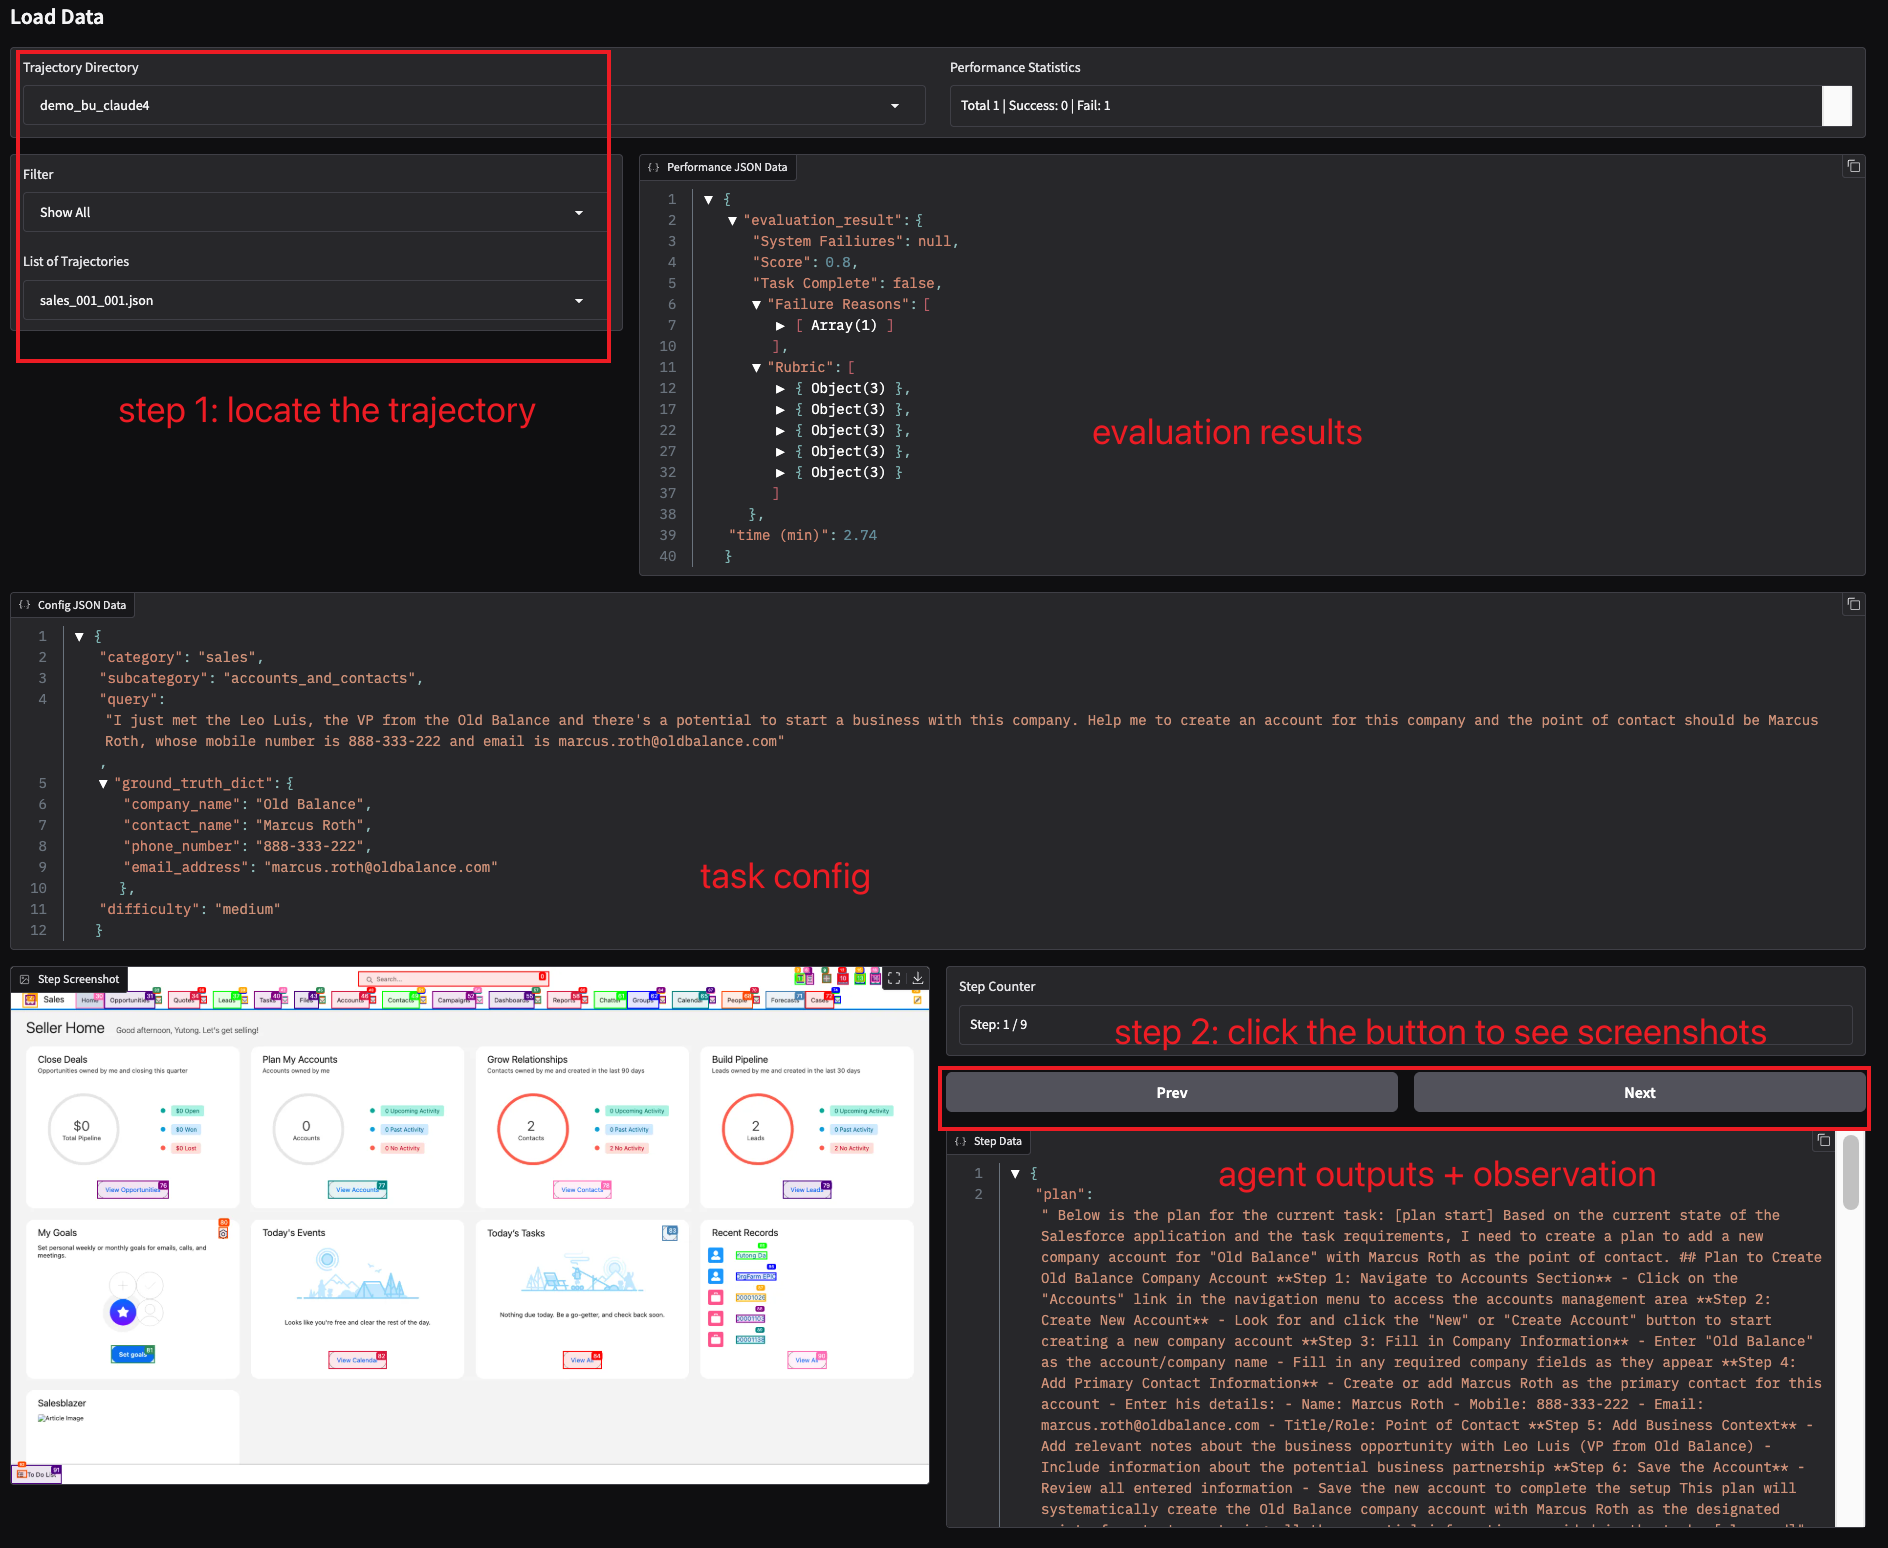 Load Data
Trajectory Directory
demo_bu_claude4
Performance Statistics
Total 1 | Success: 0 | Fail: 1
Filter
Show All
List of Trajectories
sales_001_001.json
step 1: locate the trajectory
Performance JSON Data
1 {
2 "evaluation_result": {
3 "System Failiures": null,
4 "Score": 0.8,
5 "Task Complete": false,
6 "Failure Reasons": [
7 [ Array(1) ]
10 ],
11 "Rubric": [
12 { Object(3) },
17 { Object(3) },
22 { Object(3) },
27 { Object(3) },
32 { Object(3) }
37 ]
38 },
39 "time (min)": 2.74
40 }
evaluation results
Config JSON Data
1 {
2 "category": "sales",
3 "subcategory": "accounts_and_contacts",
4 "query":
"I just met the Leo Luis, the VP from the Old Balance and there's a potential to start a business with this company. Help me to create an account for this company and the point of contact should be Marcus
Roth, whose mobile number is 888-333-222 and email is marcus.roth@oldbalance.com"
,
5 "ground_truth_dict": {
6 "company_name": "Old Balance",
7 "contact_name": "Marcus Roth",
8 "phone_number": "888-333-222",
9 "email_address": "marcus.roth@oldbalance.com"
10 },
11 "difficulty": "medium"
12 }
task config
Step Screenshot
Search...
Sales Home Opportunities Quotes Leads Tasks Files Accounts Contacts Campaigns Dashboards Reports Chatter Groups Calendar People Forecasts Cases
Seller Home Good afternoon, Yutong. Let's get selling!
Close Deals
Opportunities owned by me and closing this quarter
$0
Total Pipeline
$0 Open
$0 Won
$0 Lost
View Opportunities 76
Plan My Accounts
Accounts owned by me
0
Accounts
0 Upcoming Activity
0 Past Activity
0 No Activity
View Accounts 77
Grow Relationships
Contacts owned by me and created in the last 90 days
2
Contacts
0 Upcoming Activity
0 Past Activity
2 No Activity
View Contacts 78
Build Pipeline
Leads owned by me and created in the last 30 days
2
Leads
0 Upcoming Activity
0 Past Activity
2 No Activity
View Leads 79
My Goals
80
Set personal weekly or monthly goals for emails, calls, and
meetings.
Set goals 81
Today's Events
Looks like you're free and clear the rest of the day.
View Calendar 82
Today's Tasks
83
Nothing due today. Be a go-getter, and check back soon.
View All 84
Recent Records
View All 90
Salesblazer
Article Image
To Do List 91
Step Counter
Step: 1 / 9
step 2: click the button to see screenshots
Prev
Next
Step Data
agent outputs + observation
1 {
2 "plan":
" Below is the plan for the current task: [plan start] Based on the current state of the
Salesforce application and the task requirements, I need to create a plan to add a new
company account for "Old Balance" with Marcus Roth as the point of contact. ## Plan to Create
Old Balance Company Account **Step 1: Navigate to Accounts Section** - Click on the
"Accounts" link in the navigation menu to access the accounts management area **Step 2:
Create New Account** - Look for and click the "New" or "Create Account" button to start
creating a new company account **Step 3: Fill in Company Information** - Enter "Old Balance"
as the account/company name - Fill in any required company fields as they appear **Step 4:
Add Primary Contact Information** - Create or add Marcus Roth as the primary contact for this
account - Enter his details: - Name: Marcus Roth - Mobile: 888-333-222 - Email:
marcus.roth@oldbalance.com - Title/Role: Point of Contact **Step 5: Add Business Context** -
Add relevant notes about the business opportunity with Leo Luis (VP from Old Balance) -
Include information about the potential business partnership **Step 6: Save the Account** -
Review all entered information - Save the new account to complete the setup This plan will
systematically create the Old Balance company account with Marcus Roth as the designated